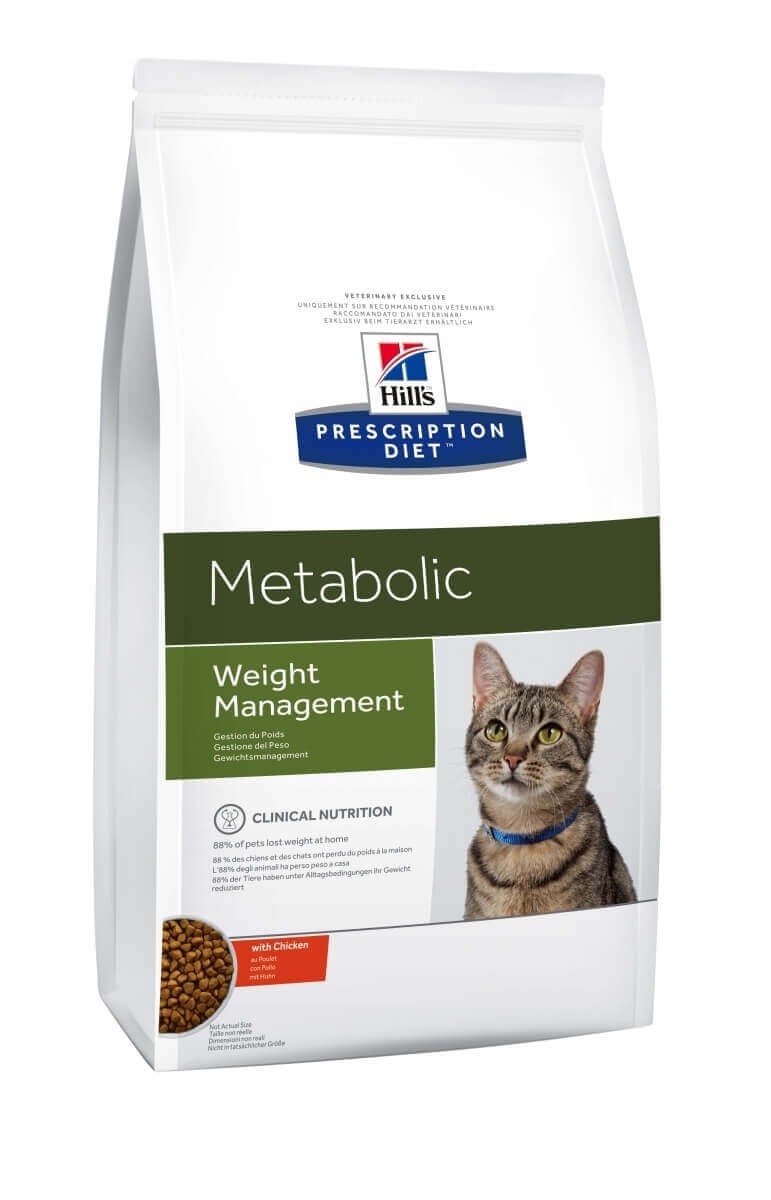 VETERINARY EXCLUSIVE
UNIQUEMENT SUR RECOMMANDATION VÉTÉRINAIRE
RACCOMANDATO DAI VETERINARI
EXKLUSIV BEIM TIERARZT ERHÄLTLICH
Hill's™
PRESCRIPTION
DIET™
Metabolic
Weight
Management
Gestion du Poids
Gestione del Peso
Gewichtsmanagement
CLINICAL NUTRITION
88% of pets lost weight at home
88 % des chiens et des chats ont perdu du poids à la maison
L'88% degli animali ha perso peso a casa
88% der Tiere haben unter Alltagsbedingungen ihr Gewicht
reduziert
with Chicken
au Poulet
con Pollo
mit Huhn
Not Actual Size
Taille non réelle
Dimensioni non reali
Nicht in tatsächlicher Größe